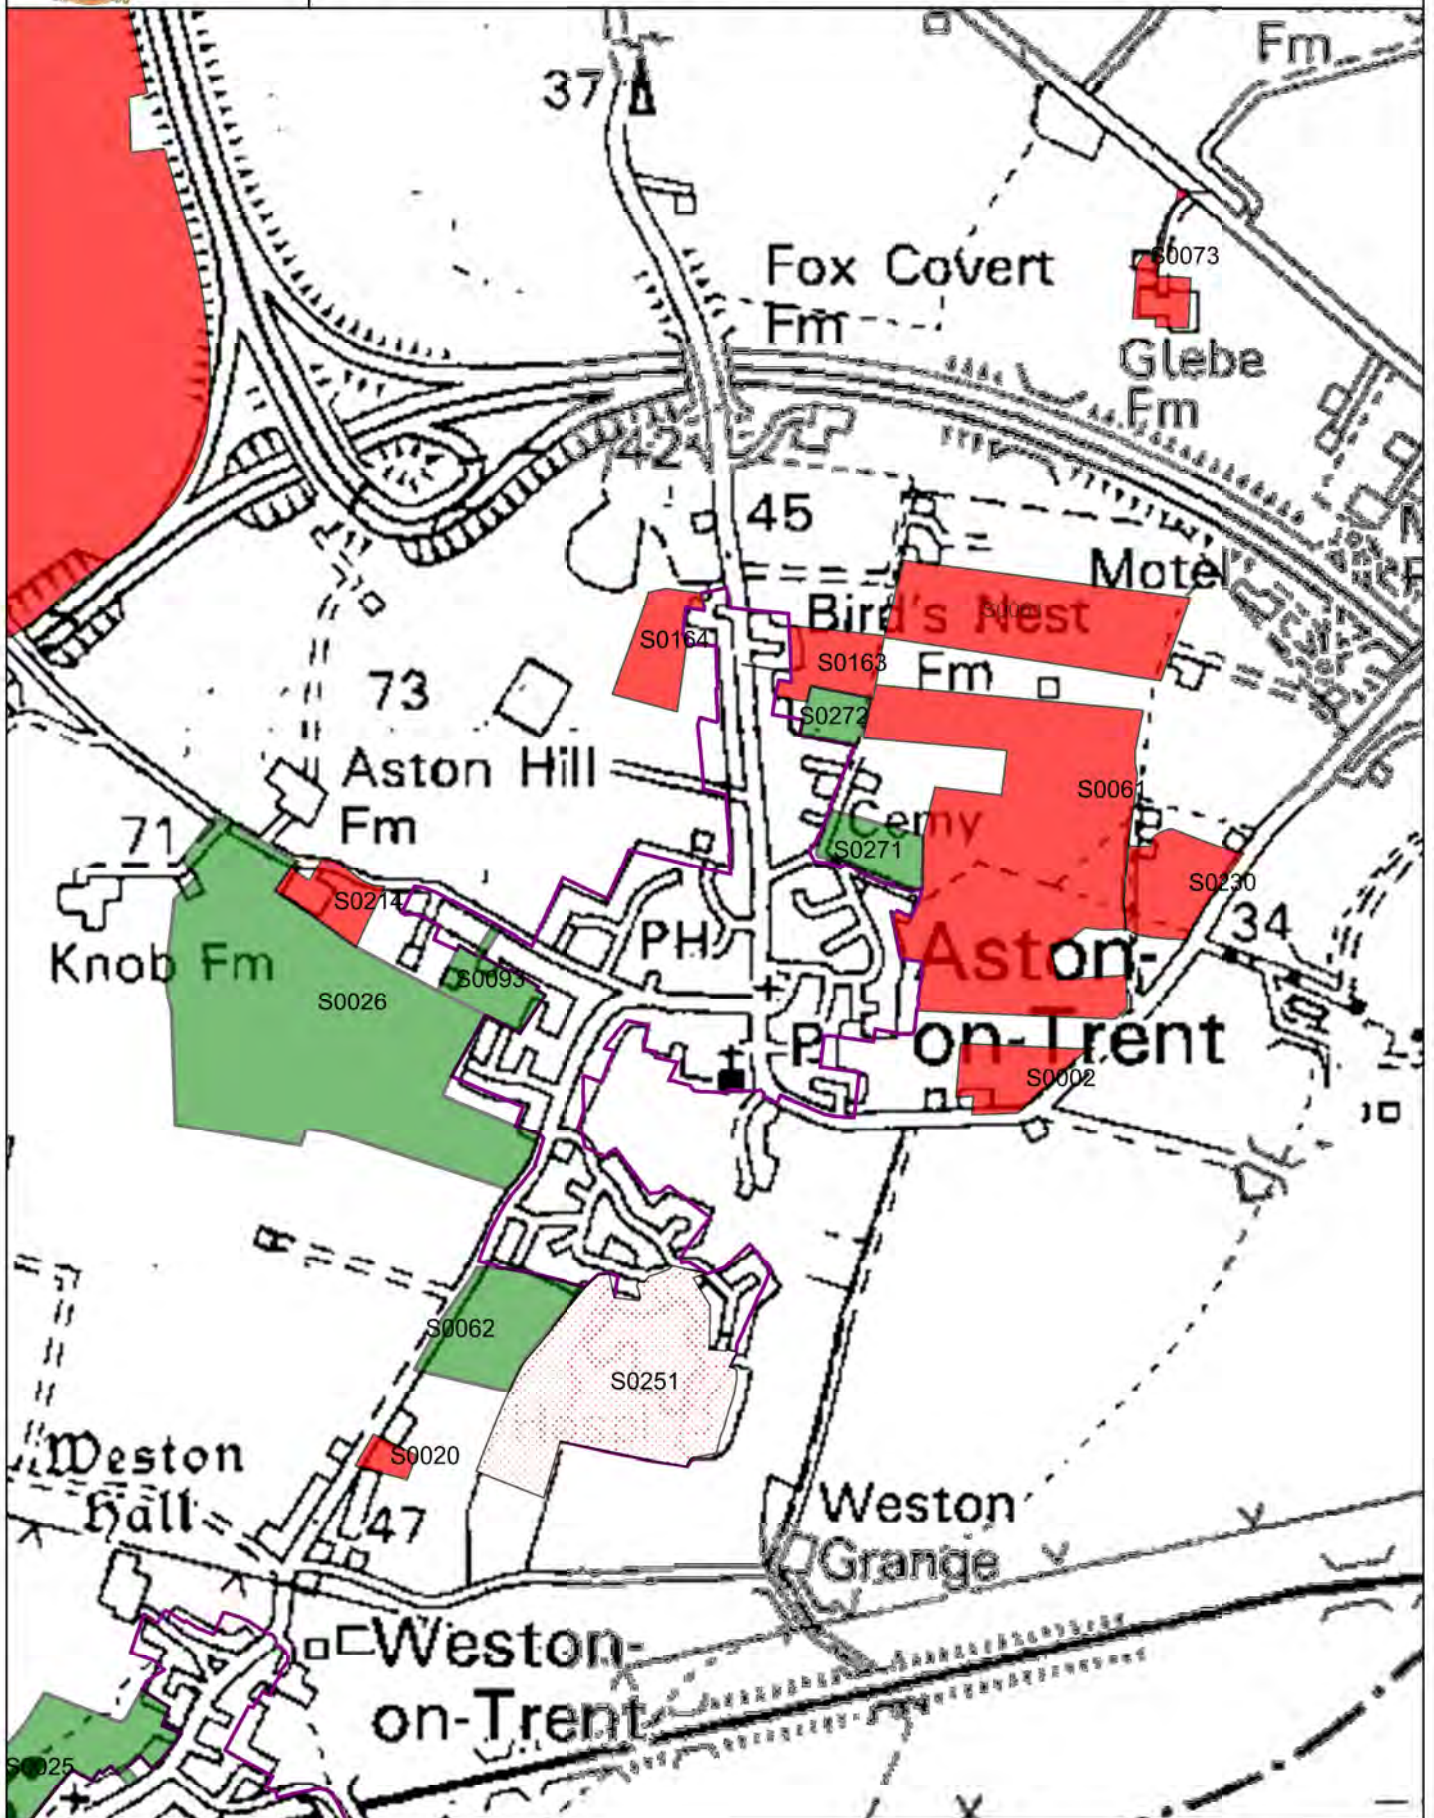 Fm
37
S0073
Fox Covert
Fm
Glebe
Fm
42
45
Motel
Bird's Nest
Fm
S0164
S0163
S0061
73
S0272
Aston Hill
Fm
S0061
71
Cemy
S0271
S0214
S0230
34
PH
Knob Fm
S0093
S0026
Aston-
on-Trent
P
S0002
S0062
S0251
Weston
Hall
S0020
47
Weston
Grange
Weston-
on-Trent
S0025